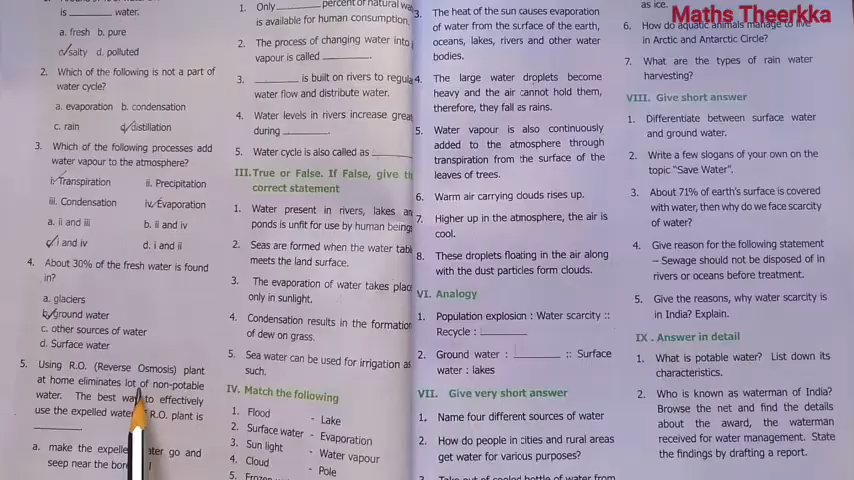 is ________ water.
a. fresh b. pure
c. salty d. polluted
2. Which of the following is not a part of
water cycle?
a. evaporation b. condensation
c. rain d. distillation
3. Which of the following processes add
water vapour to the atmosphere?
i. Transpiration ii. Precipitation
iii. Condensation iv. Evaporation
a. ii and iii b. ii and iv
c. i and iv d. i and ii
4. About 30% of the fresh water is found
in?
a. glaciers
b. ground water
c. other sources of water
d. Surface water
5. Using R.O. (Reverse Osmosis) plant
at home eliminates lot of non-potable
water. The best way to effectively
use the expelled water R.O. plant is
________
a. make the expelle ater go and
seep near the bor
1. Only ________ percent of natural wa
is available for human consumption.
2. The process of changing water into
vapour is called ________.
3. ________ is built on rivers to regula
water flow and distribute water.
4. Water levels in rivers increase grea
during ________.
5. Water cycle is also called as ________
III. True or False. If False, give th
correct statement
1. Water present in rivers, lakes an
ponds is unfit for use by human being
2. Seas are formed when the water tabl
meets the land surface.
3. The evaporation of water takes plac
only in sunlight.
4. Condensation results in the formation
of dew on grass.
5. Sea water can be used for irrigation as
such.
IV. Match the following
1. Flood - Lake
2. Surface water - Evaporation
3. Sun light - Water vapour
4. Cloud - Pole
5. Frozen
3. The heat of the sun causes evaporation
of water from the surface of the earth,
oceans, lakes, rivers and other water
bodies.
4. The large water droplets become
heavy and the air cannot hold them,
therefore, they fall as rains.
5. Water vapour is also continuously
added to the atmosphere through
transpiration from the surface of the
leaves of trees.
6. Warm air carrying clouds rises up.
7. Higher up in the atmosphere, the air is
cool.
8. These droplets floating in the air along
with the dust particles form clouds.
VI. Analogy
1. Population explosion : Water scarcity ::
Recycle : ________
2. Ground water : ________ :: Surface
water : lakes
VII. Give very short answer
1. Name four different sources of water
2. How do people in cities and rural areas
get water for various purposes?
3. Take out of cooled bottle of water from
as ice.
Maths Theerkka
6. How do aquatic animals manage to live
in Arctic and Antarctic Circle?
7. What are the types of rain water
harvesting?
VIII. Give short answer
1. Differentiate between surface water
and ground water.
2. Write a few slogans of your own on the
topic "Save Water".
3. About 71% of earth's surface is covered
with water, then why do we face scarcity
of water?
4. Give reason for the following statement
– Sewage should not be disposed of in
rivers or oceans before treatment.
5. Give the reasons, why water scarcity is
in India? Explain.
IX . Answer in detail
1. What is potable water? List down its
characteristics.
2. Who is known as waterman of India?
Browse the net and find the details
about the award, the waterman
received for water management. State
the findings by drafting a report.